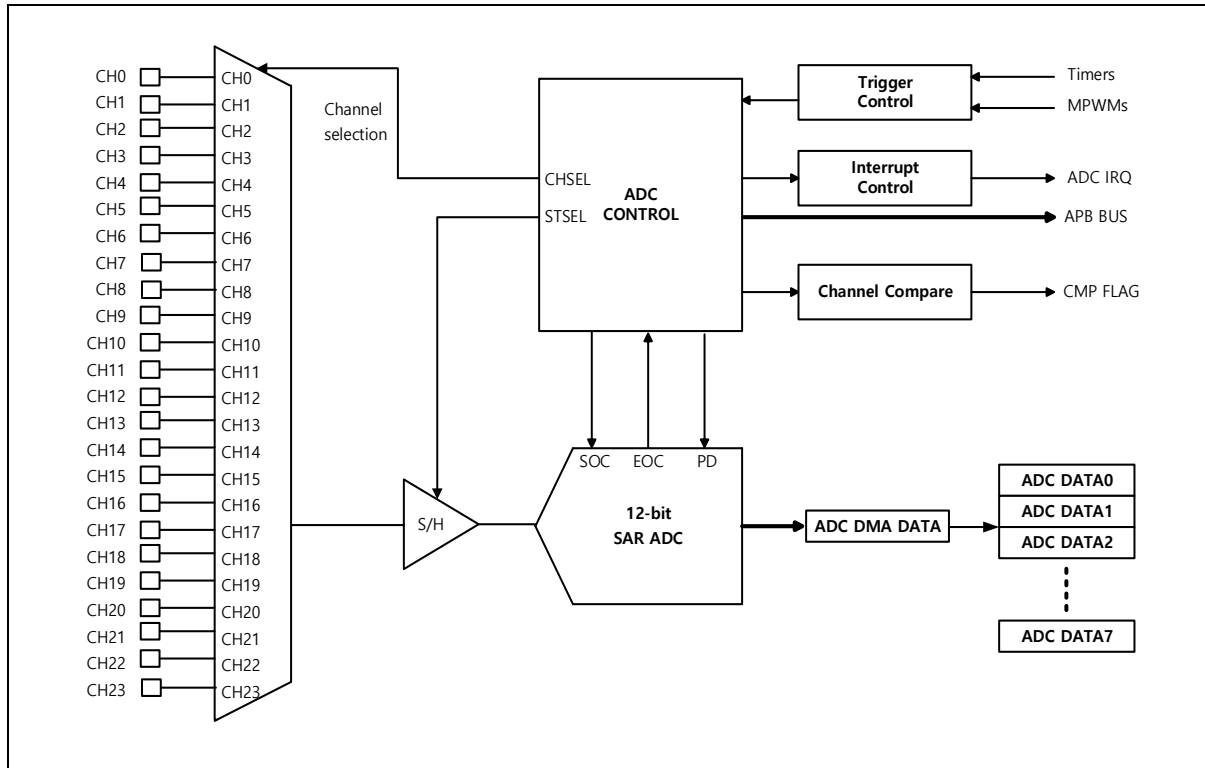 CH0 CH0
CH1 CH1
CH2 CH2
CH3 CH3
CH4 CH4
CH5 CH5
CH6 CH6
CH7 CH7
CH8 CH8
CH9 CH9
CH10 CH10
CH11 CH11
CH12 CH12
CH13 CH13
CH14 CH14
CH15 CH15
CH16 CH16
CH17 CH17
CH18 CH18
CH19 CH19
CH20 CH20
CH21 CH21
CH22 CH22
CH23 CH23
Channel
selection
CHSEL
STSEL
ADC
CONTROL
Trigger
Control
Timers
MPWMs
Interrupt
Control
ADC IRQ
APB BUS
Channel Compare
CMP FLAG
S/H
SOC EOC PD
12-bit
SAR ADC
ADC DMA DATA
ADC DATA0
ADC DATA1
ADC DATA2
ADC DATA7